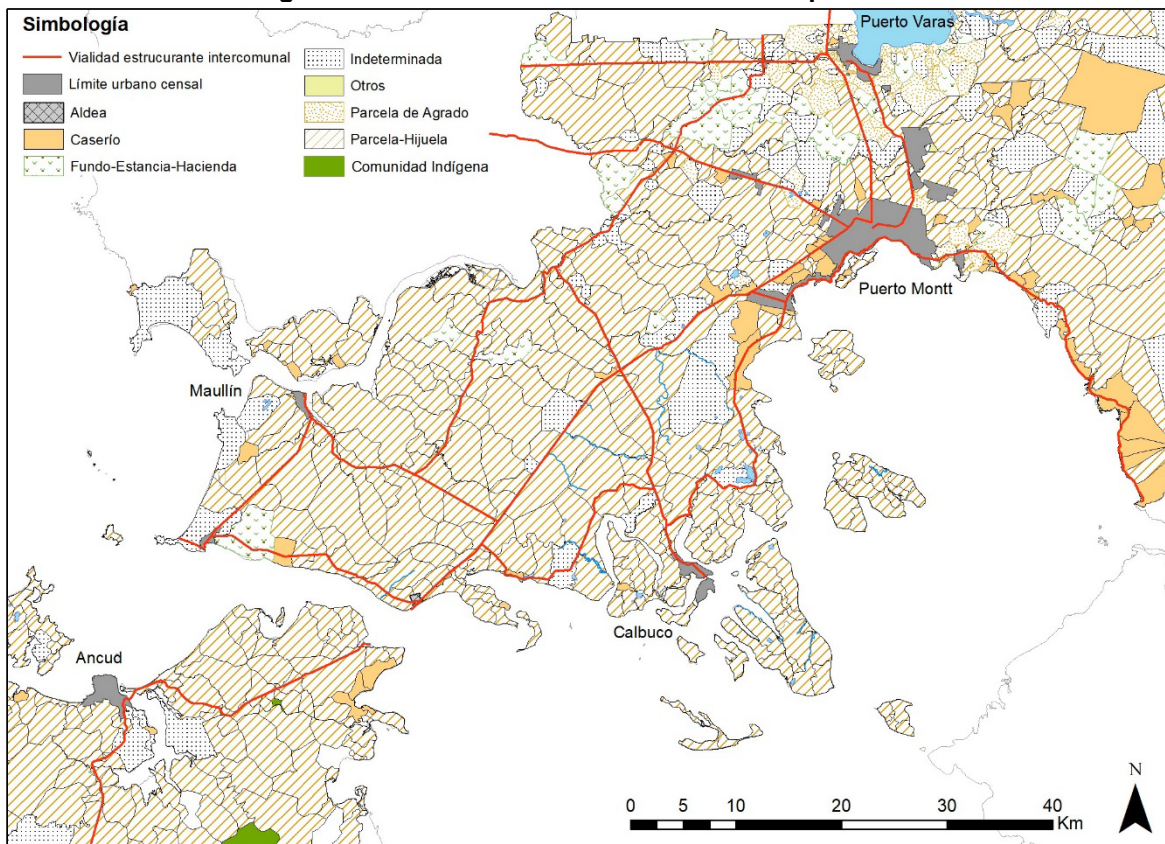 Simbología
Vialidad estrucurante intercomunal
Límite urbano censal
Aldea
Caserío
Fundo-Estancia-Hacienda
Indeterminada
Otros
Parcela de Agrado
Parcela-Hijuela
Comunidad Indígena
Puerto Varas
Puerto Montt
Maullín
Calbuco
Ancud
N
0 5 10 20 30 40
Km